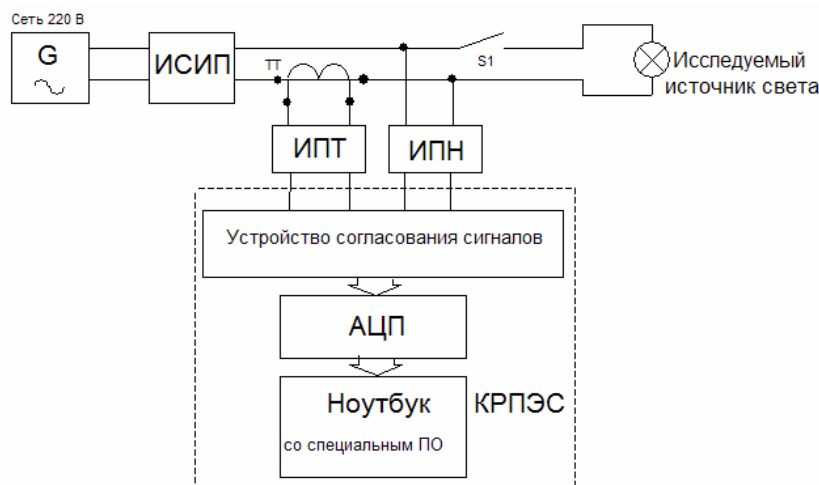 Сеть 220 В
G
ИСИП
ТТ
S1
Исследуемый
источник света
ИПТ
ИПН
Устройство согласования сигналов
АЦП
Ноутбук
со специальным ПО
КРПЭС